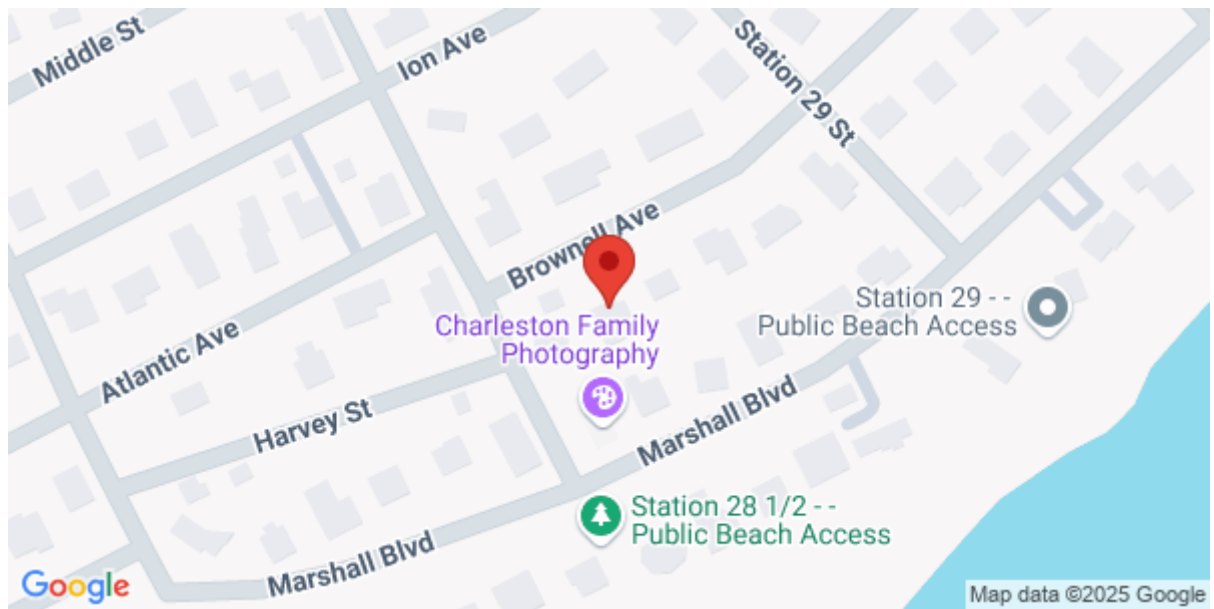 Middle St
Ion Ave
Station 29 St
Brownell Ave
Charleston Family
Photography
Station 29 - -
Public Beach Access
Atlantic Ave
Harvey St
Marshall Blvd
Station 28 1/2 - -
Public Beach Access
Marshall Blvd
Google
Map data ©2025 Google